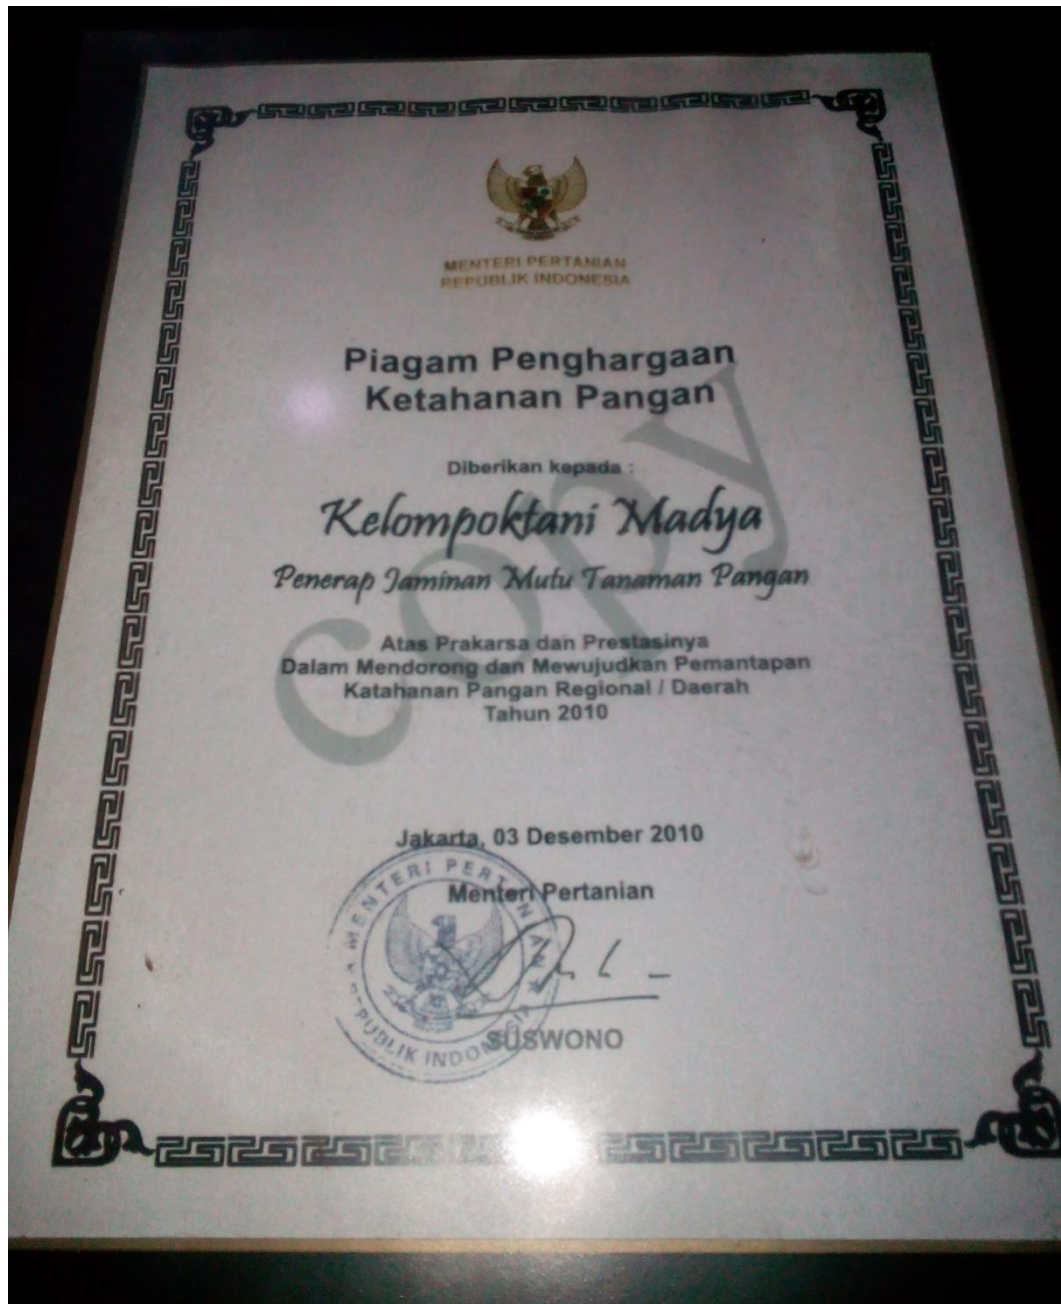 MENTERI PERTANIAN
REPUBLIK INDONESIA
Piagam Penghargaan
Ketahanan Pangan
Diberikan kepada :
Kelompoktani Madya
Penerap Jaminan Mutu Tanaman Pangan
Atas Prakarsa dan Prestasinya
Dalam Mendorong dan Mewujudkan Pemantapan
Katahanan Pangan Regional / Daerah
Tahun 2010
copy
Jakarta, 03 Desember 2010
Menteri Pertanian
MENTERI PERTANIAN
REPUBLIK INDONESIA
SUSWONO